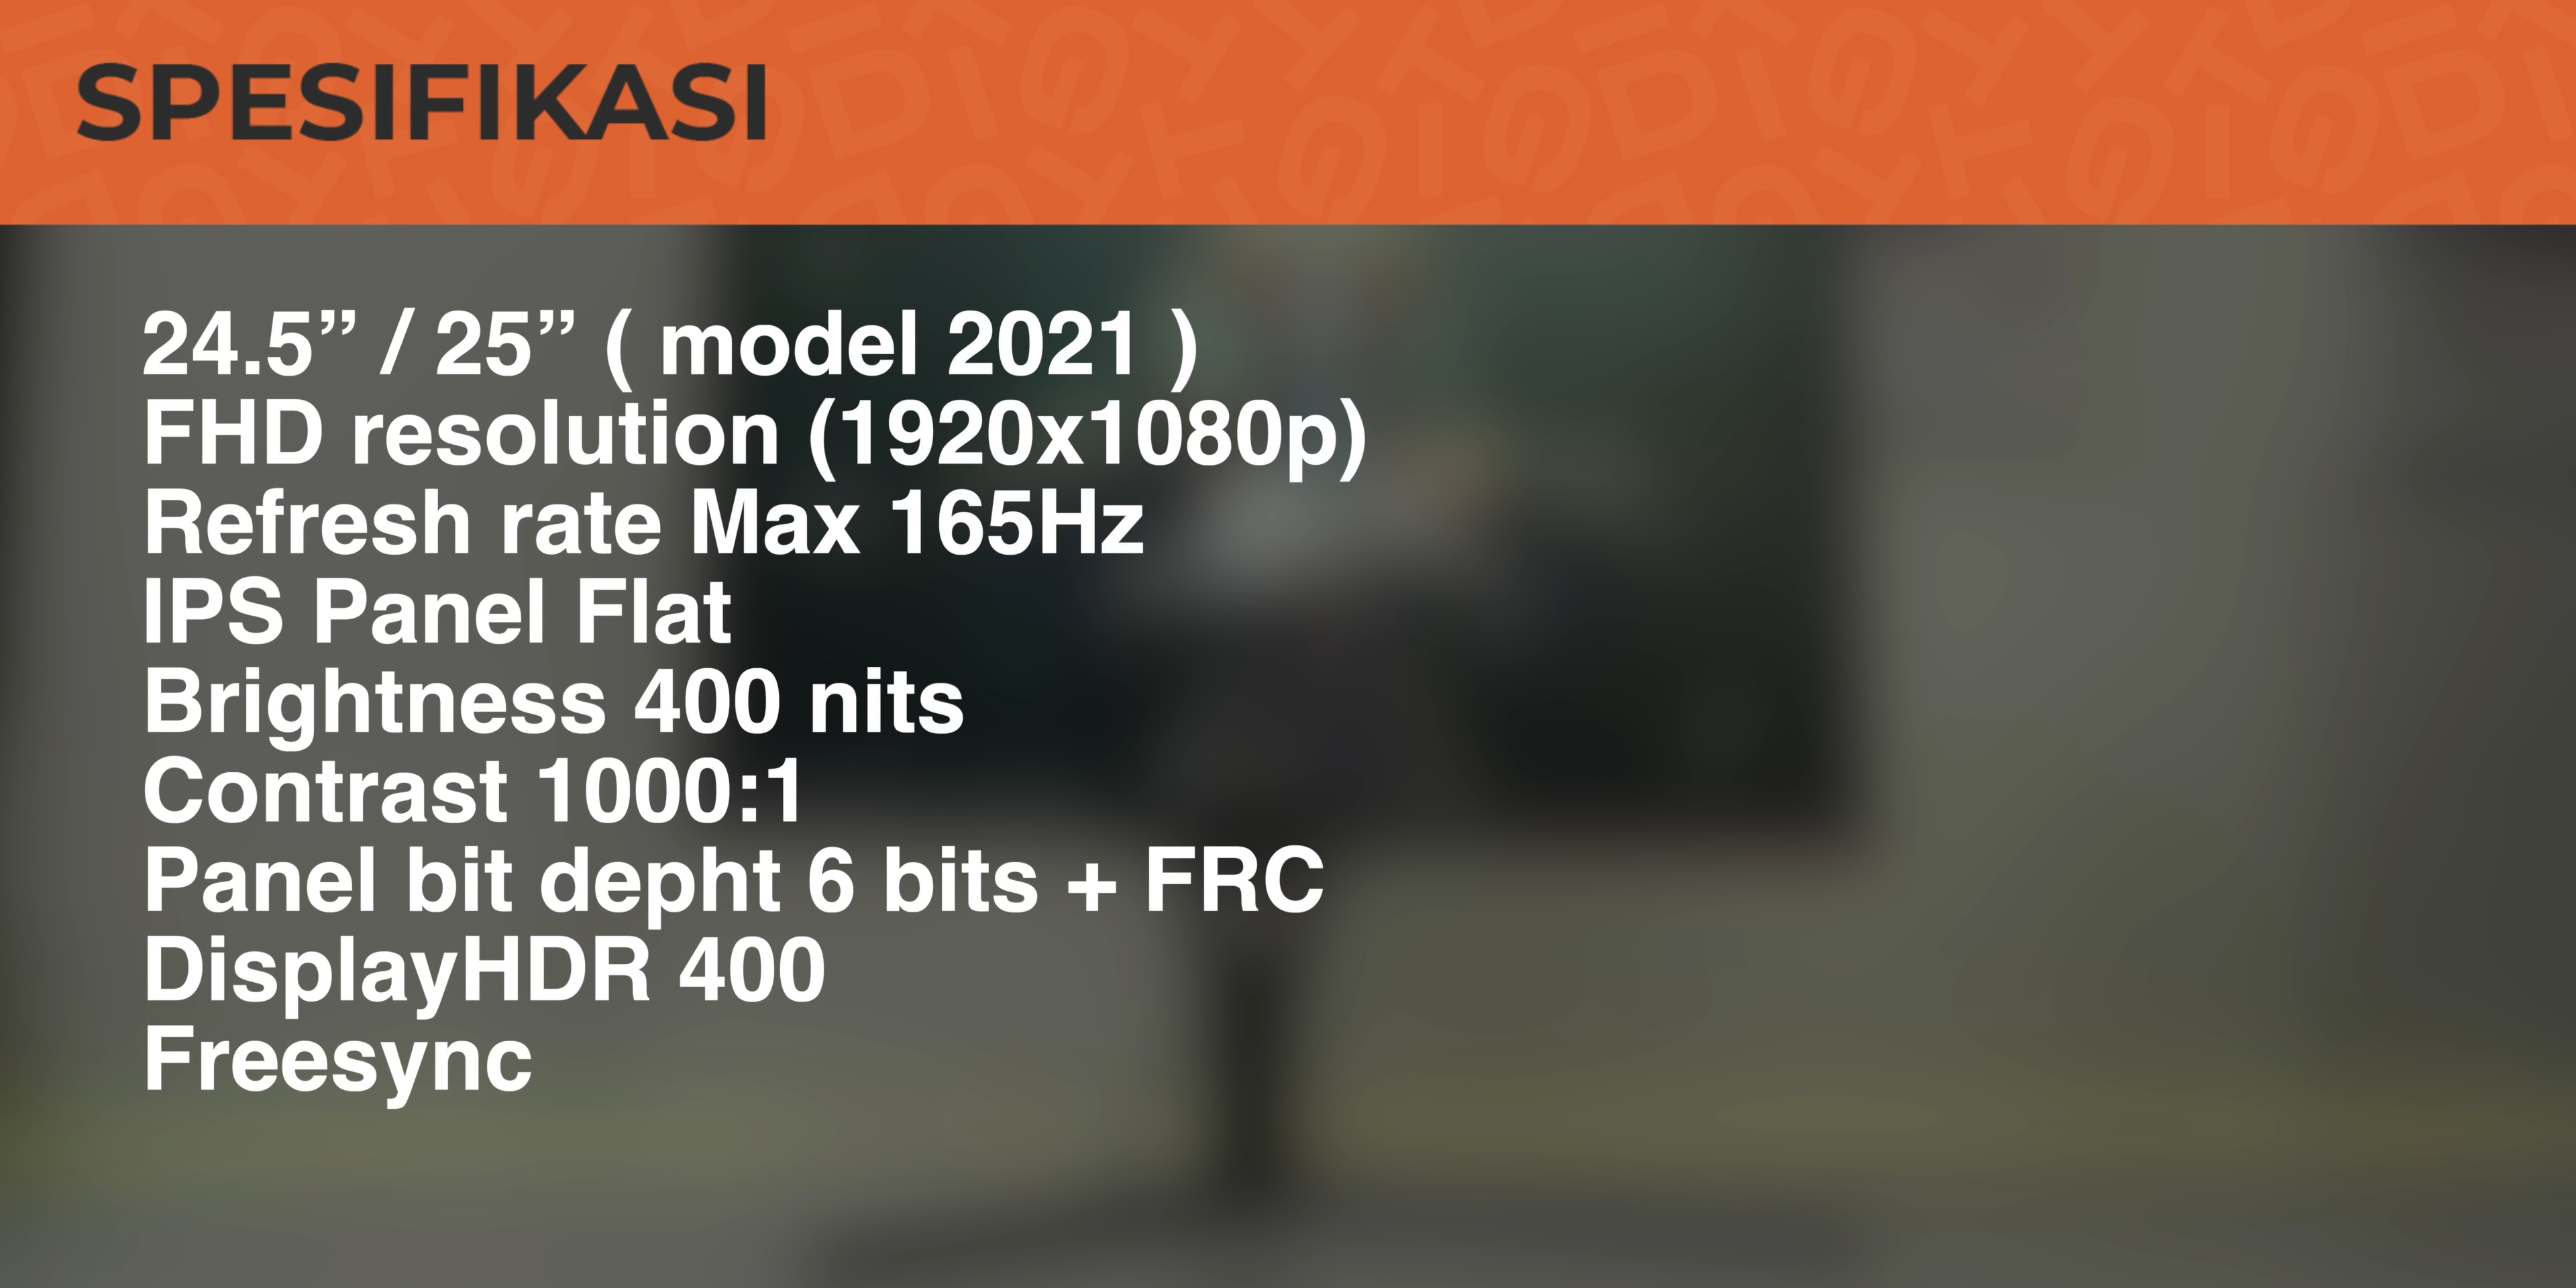 SPESIFIKASI
24.5” / 25” ( model 2021 )
FHD resolution (1920x1080p)
Refresh rate Max 165Hz
IPS Panel Flat
Brightness 400 nits
Contrast 1000:1
Panel bit depht 6 bits + FRC
DisplayHDR 400
Freesync